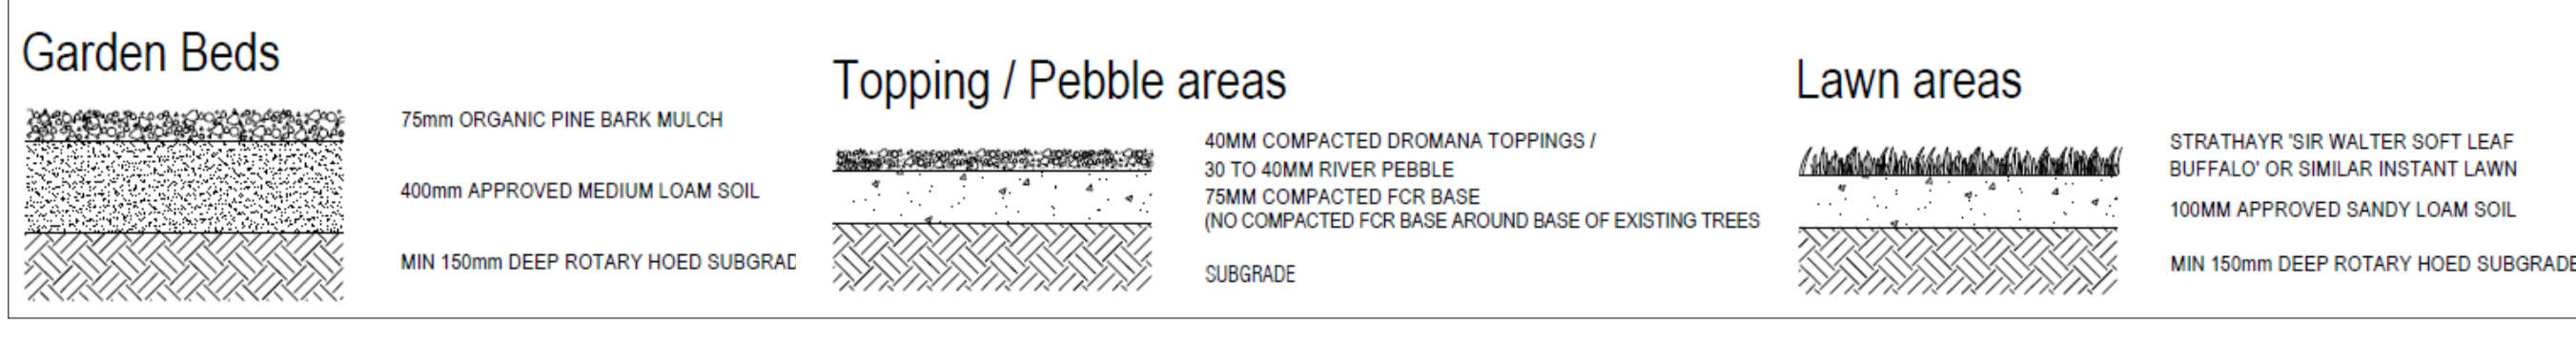 Garden Beds
75mm ORGANIC PINE BARK MULCH
400mm APPROVED MEDIUM LOAM SOIL
MIN 150mm DEEP ROTARY HOED SUBGRAD
Topping / Pebble areas
40MM COMPACTED DROMANA TOPPINGS /
30 TO 40MM RIVER PEBBLE
75MM COMPACTED FCR BASE
(NO COMPACTED FCR BASE AROUND BASE OF EXISTING TREES
SUBGRADE
Lawn areas
STRATHAYR 'SIR WALTER SOFT LEAF
BUFFALO' OR SIMILAR INSTANT LAWN
100MM APPROVED SANDY LOAM SOIL
MIN 150mm DEEP ROTARY HOED SUBGRADE